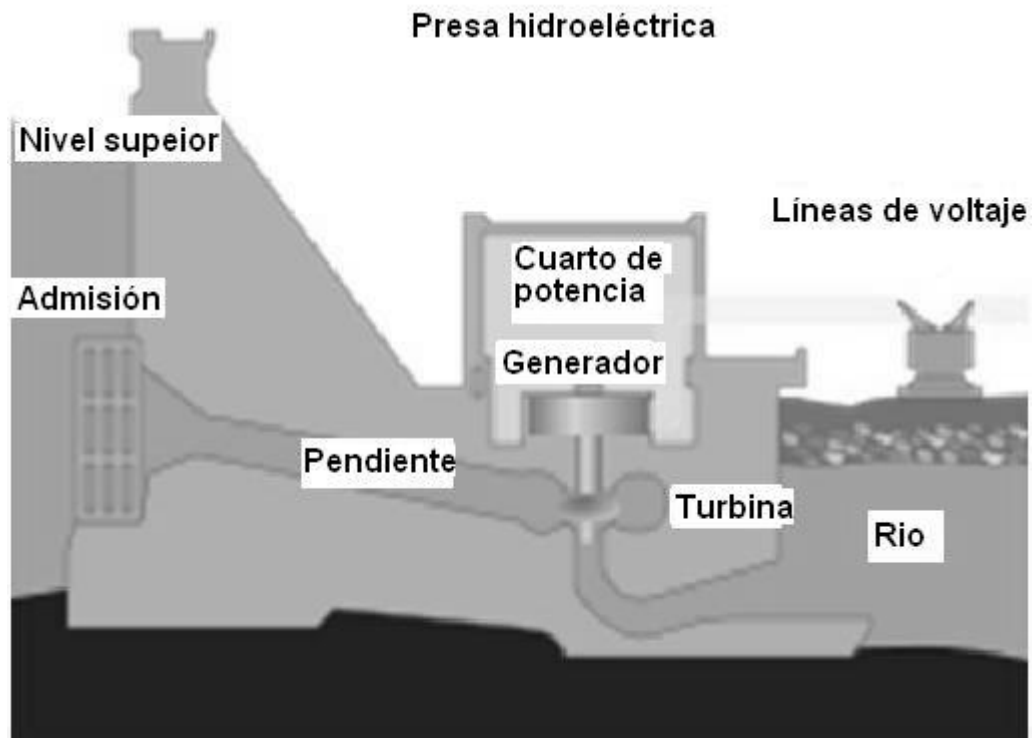 Presa hidroeléctrica
Nivel supeior
Líneas de voltaje
Cuarto de
potencia
Admisión
Generador
Pendiente
Turbina
Rio